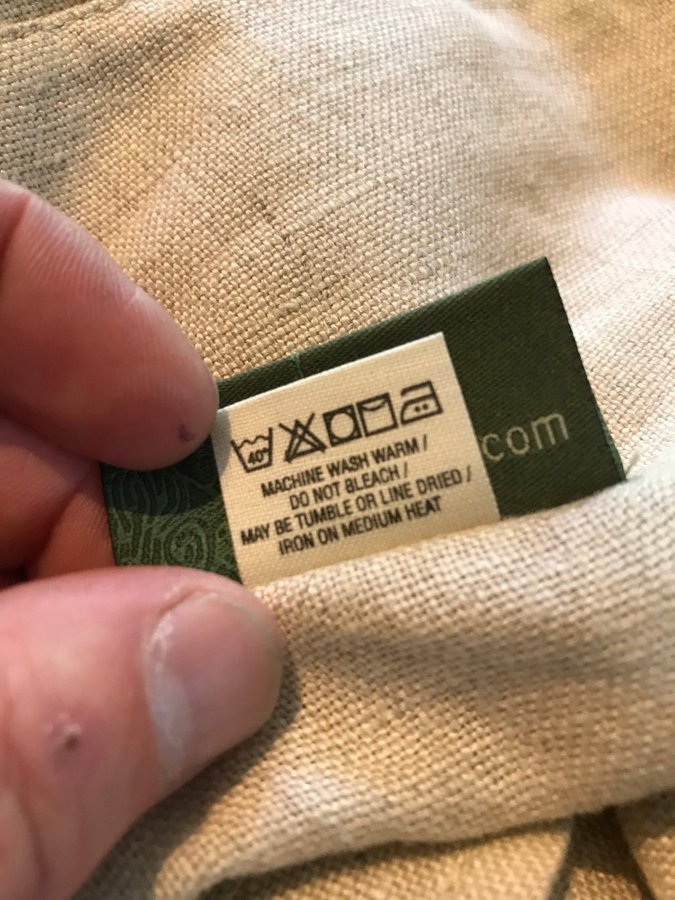 40°
MACHINE WASH WARM /
DO NOT BLEACH /
MAY BE TUMBLE OR LINE DRIED /
IRON ON MEDIUM HEAT
.com